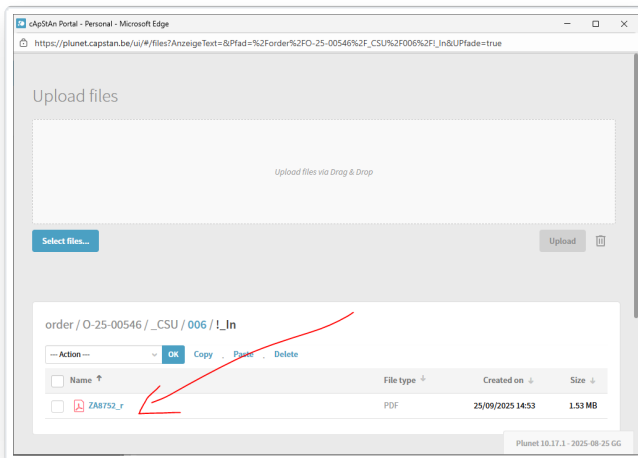 cApStAn Portal - Personal - Microsoft Edge
https://plunet.capstan.be/ui/#/files?AnzeigeText=&Pfad=%2Forder%2FO-25-00546%2F_CSU%2F006%2F!_In&UPfade=true
Upload files
Upload files via Drag & Drop
Select files...
Upload
order / O-25-00546 / _CSU / 006 / !_In
--- Action --- OK Copy , Paste , Delete
Name ↑ File type ↓ Created on ↓ Size ↓
ZA8752_r PDF 25/09/2025 14:53 1.53 MB
Plunet 10.17.1 - 2025-08-25 GG